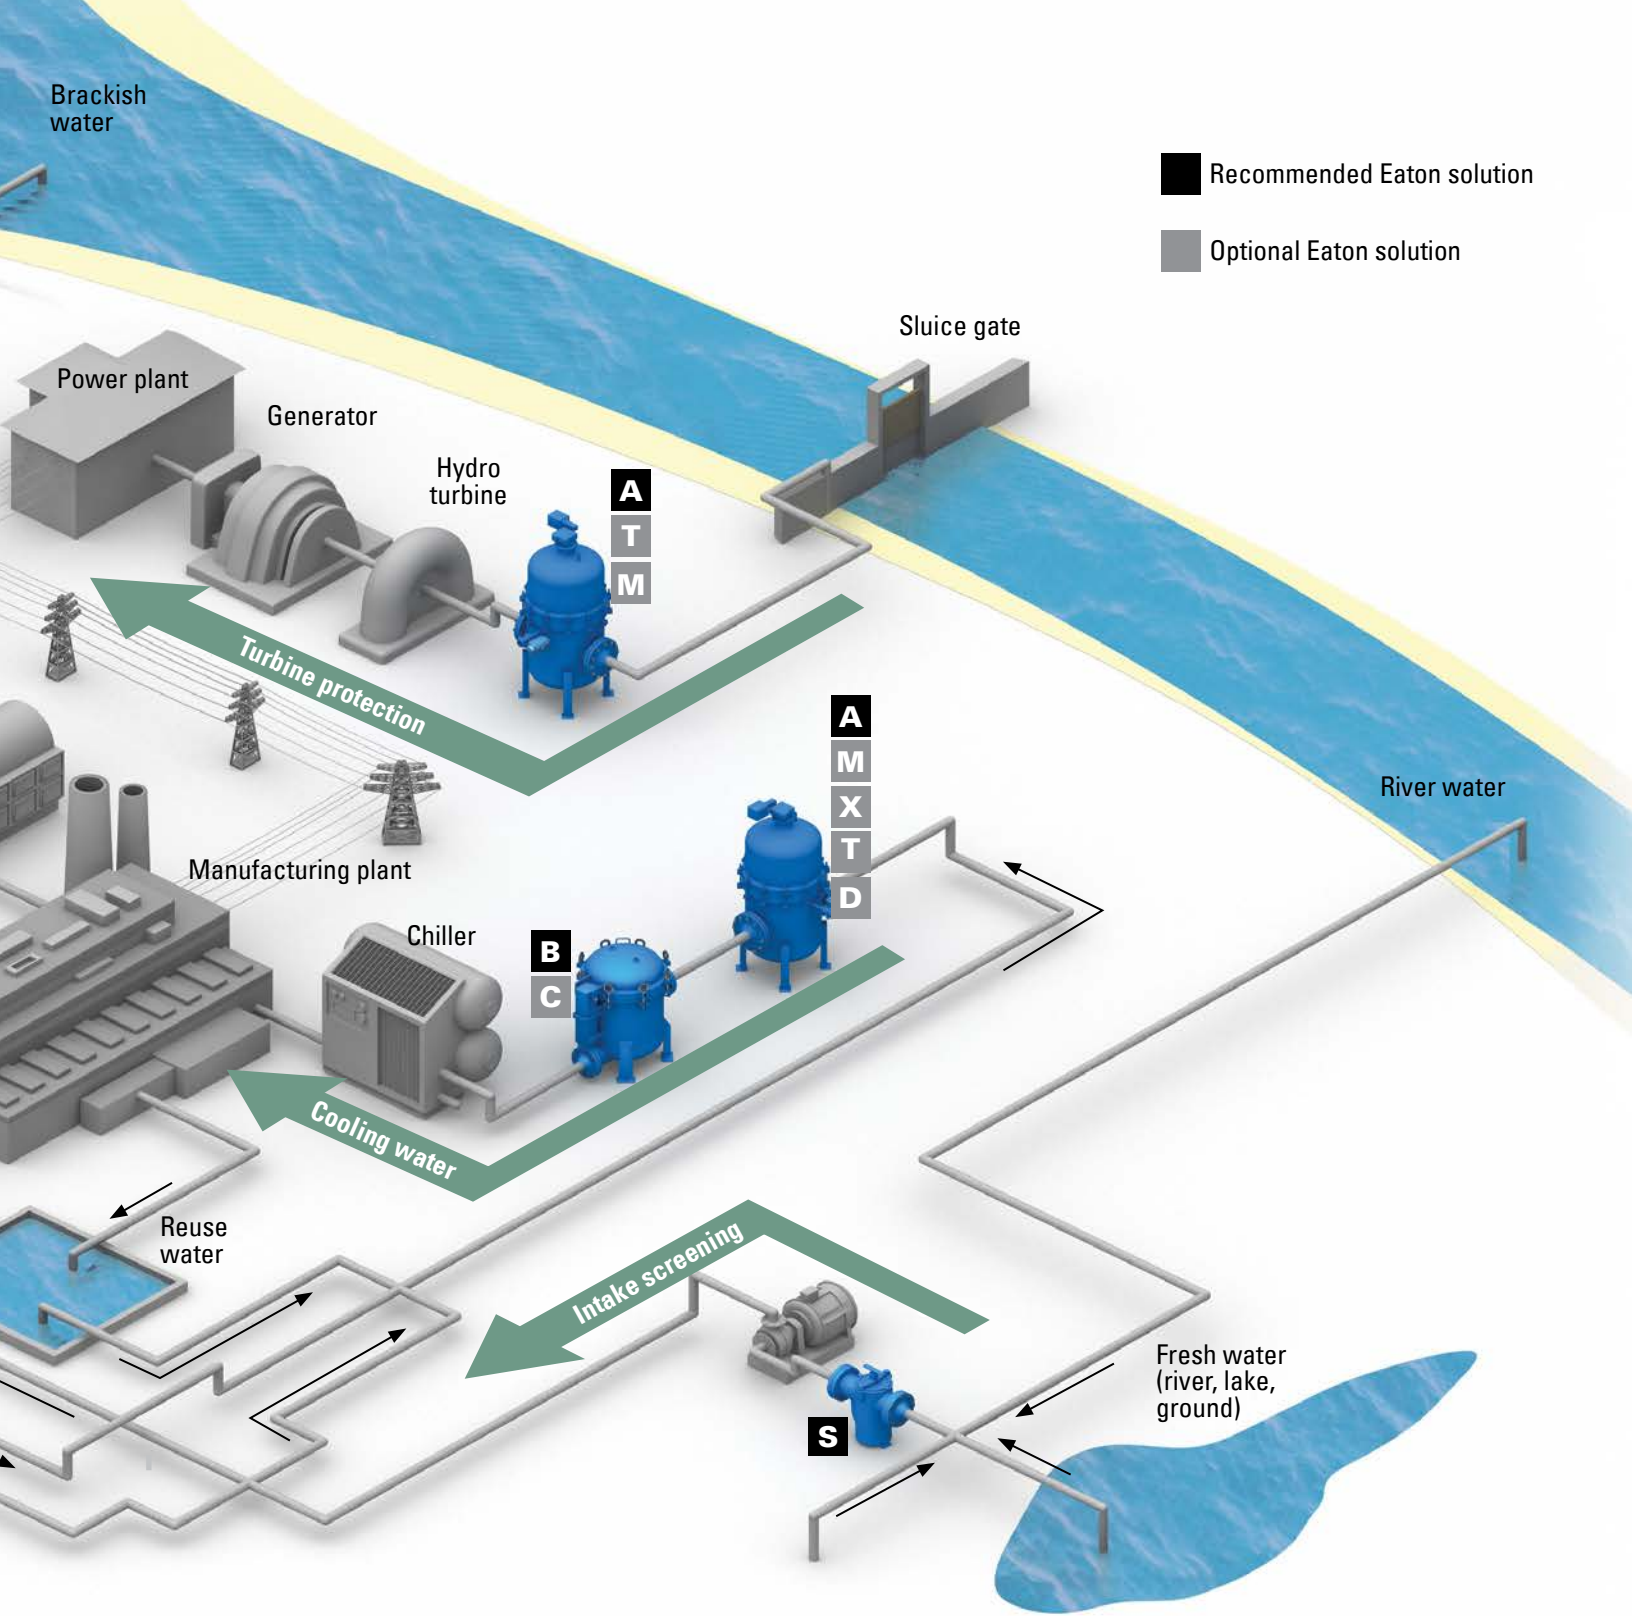 Brackish
water
Recommended Eaton solution
Optional Eaton solution
Sluice gate
Power plant
Generator
Hydro
turbine
A
T
M
Turbine protection
A
M
X
T
D
River water
Manufacturing plant
Chiller
B
C
Cooling water
Reuse
water
Intake screening
Fresh water
(river, lake,
ground)
S